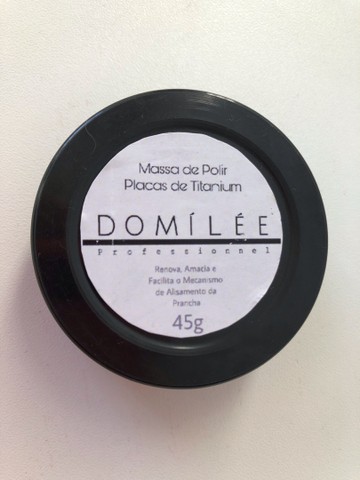 Massa de Polir
Placas de Titanium
DOMÍLÉE
Professionnel
Renova, Amacia e
Facilita o Mecanismo
de Alisamento da
Prancha
45g